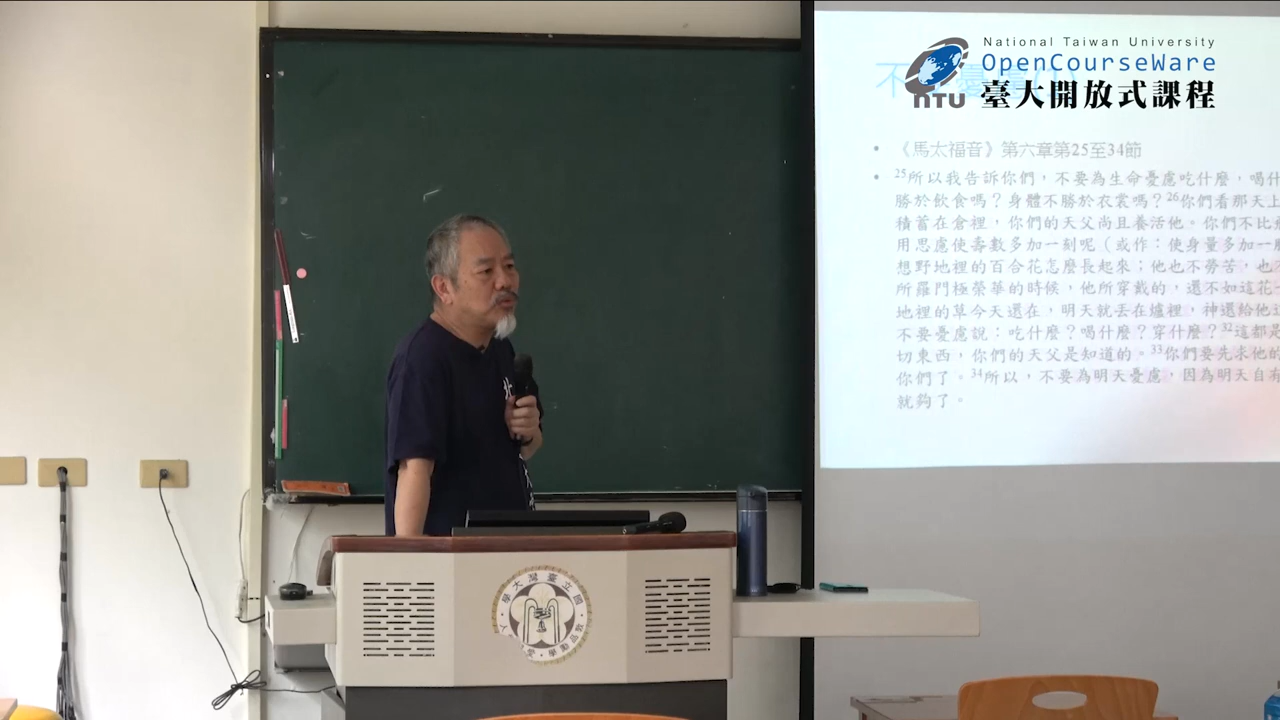 National Taiwan University
OpenCourseWare
NTU
臺大開放式課程
《馬太福音》第六章第25至34節
25所以我告訴你們,不要為生命憂慮吃什麼,喝什
勝於飲食嗎?身體不勝於衣裳嗎?26你們看那天上
積蓄在倉裡,你們的天父尚且養活他。你們不比
用思慮使壽數多加一刻呢(或作:使身量多加一
想野地裡的百合花怎麼長起來;他也不勞苦,也
所羅門極榮華的時候,他所穿戴的,還不如這花一
地裡的草今天還在,明天就丟在爐裡,神還給他
不要憂慮說:吃什麼?喝什麼?穿什麼?32這都是
切東西,你們的天父是知道的。33你們要先求他的
你們了。34所以,不要為明天憂慮,因為明天自有
就夠了。
北
學大灣臺立國